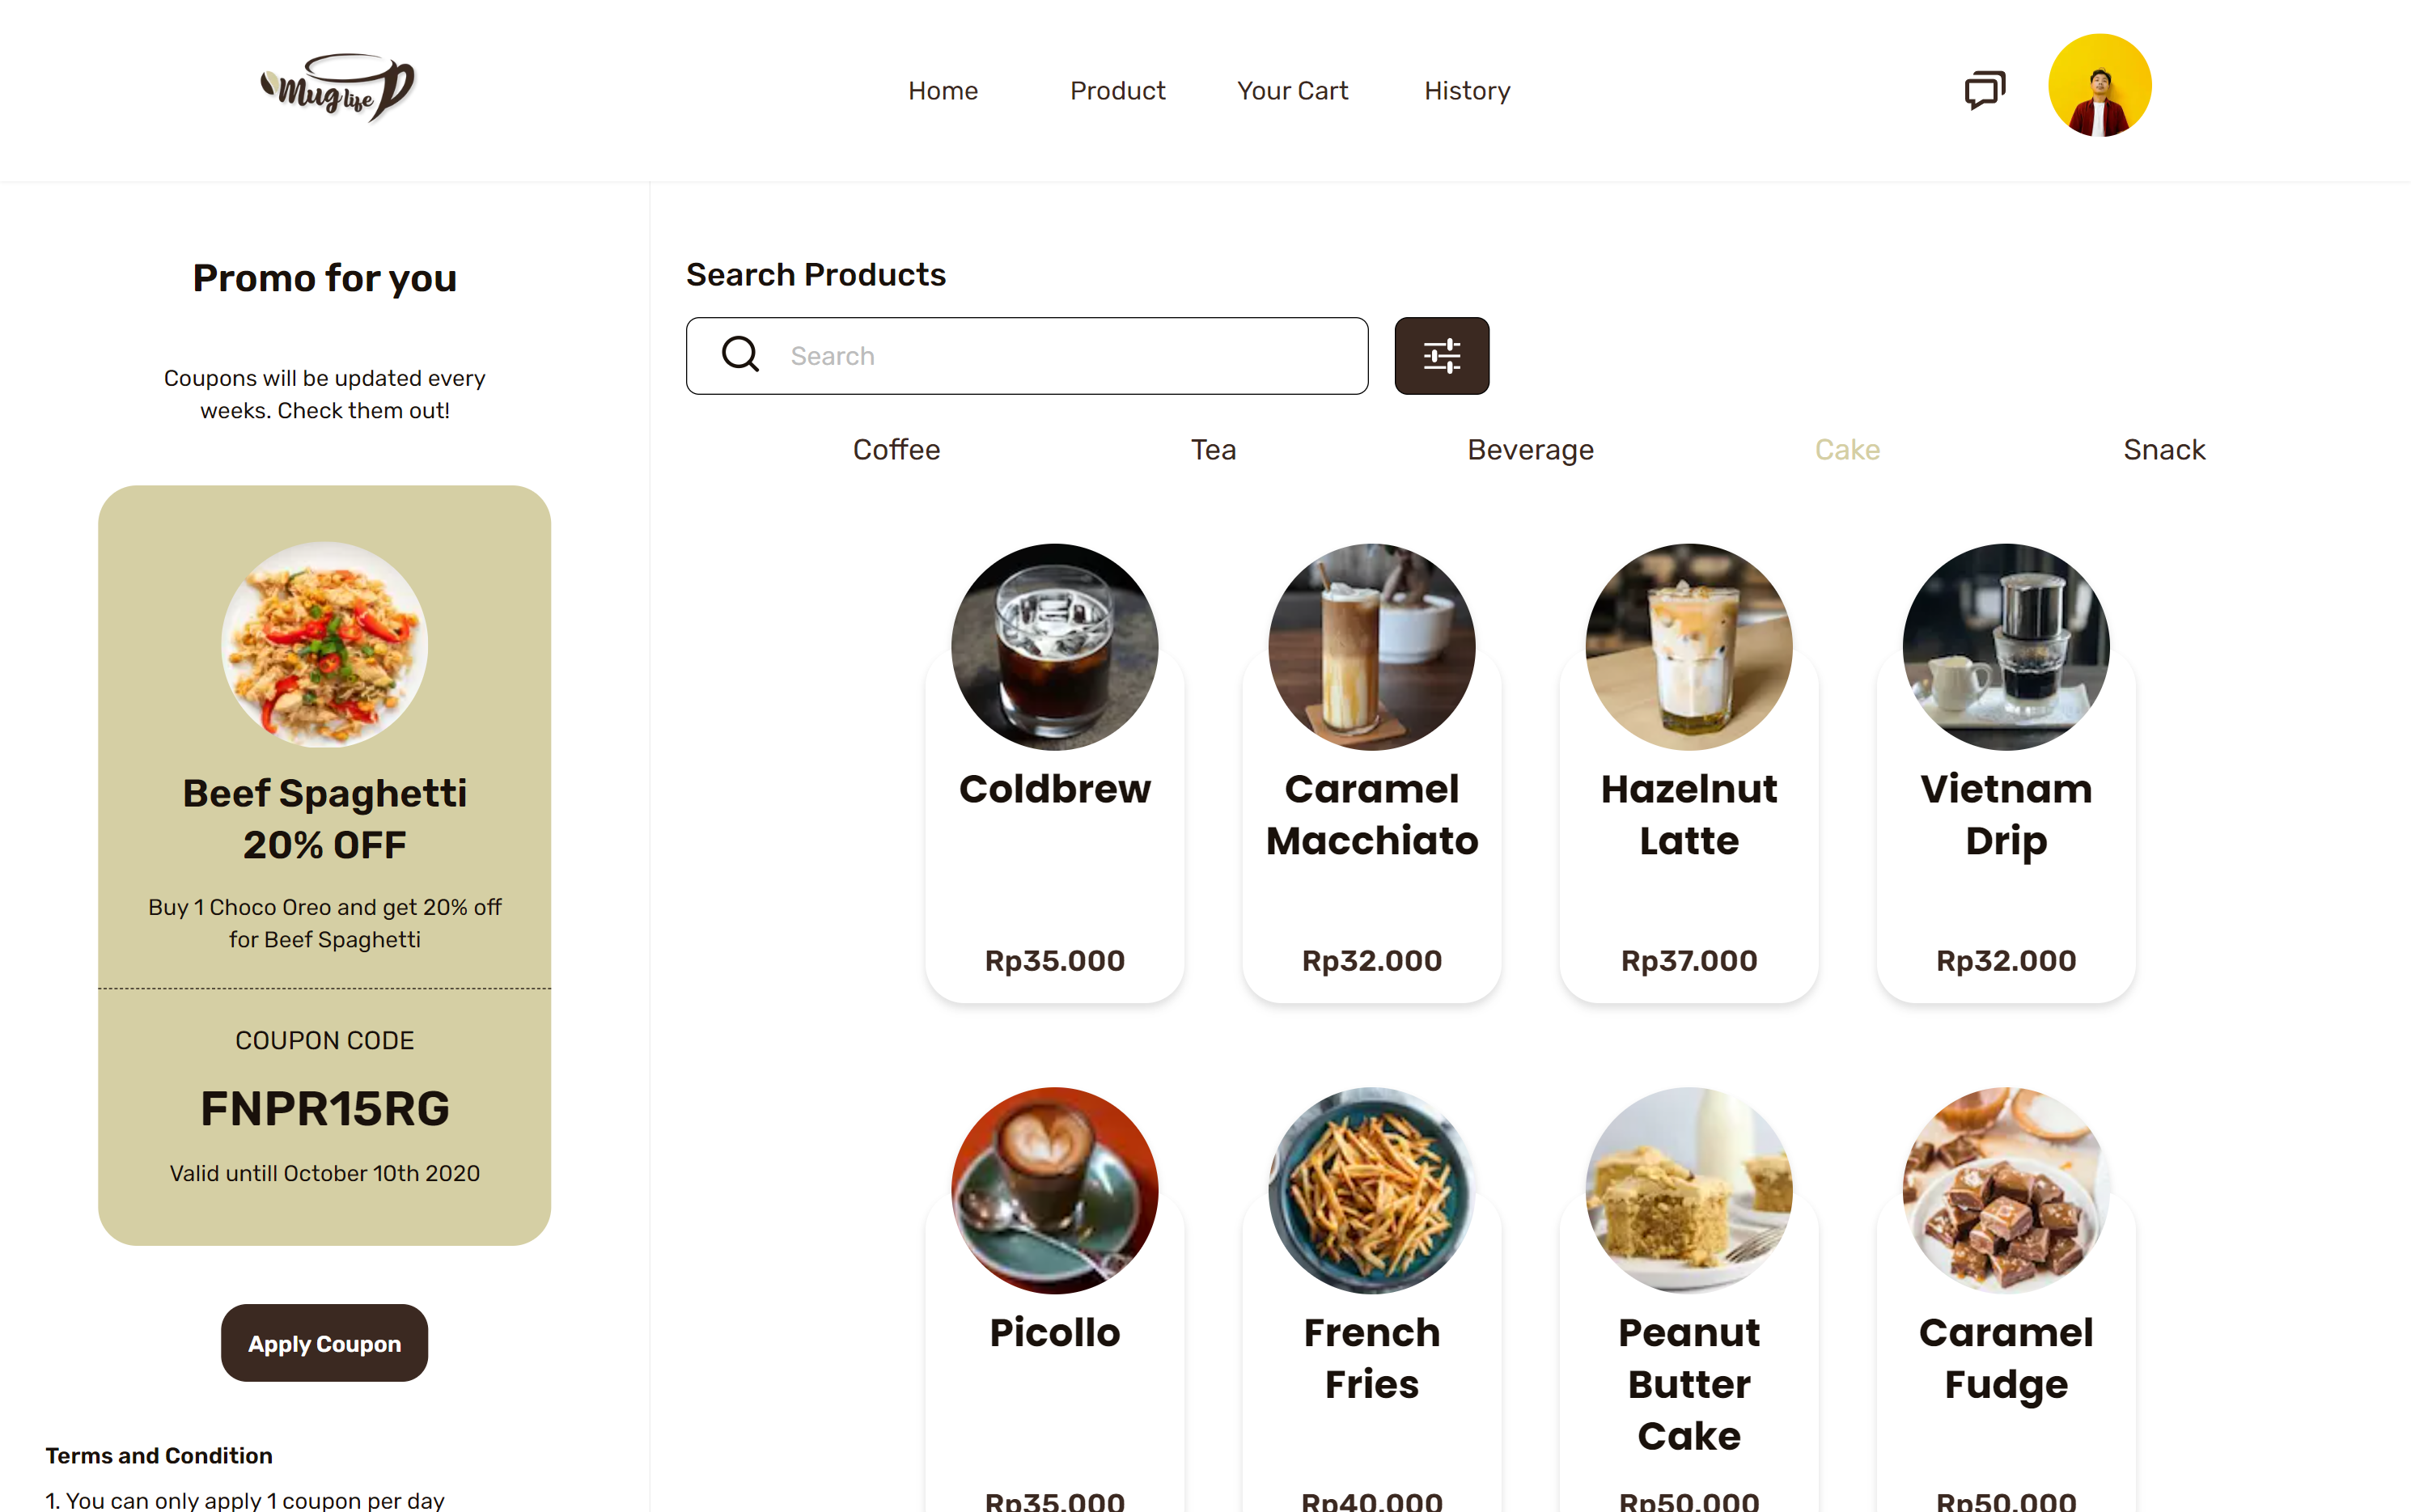 Mug life
Home
Product
Your Cart
History
Promo for you
Coupons will be updated every
weeks. Check them out!
Beef Spaghetti
20% OFF
Buy 1 Choco Oreo and get 20% off
for Beef Spaghetti
COUPON CODE
FNPR15RG
Valid untill October 10th 2020
Apply Coupon
Terms and Condition
1. You can only apply 1 coupon per day
Search Products
Search
Coffee
Tea
Beverage
Cake
Snack
Coldbrew
Rp35.000
Caramel
Macchiato
Rp32.000
Hazelnut
Latte
Rp37.000
Vietnam
Drip
Rp32.000
Picollo
Rp35.000
French
Fries
Rp40.000
Peanut
Butter
Cake
Rp50.000
Caramel
Fudge
Rp50.000